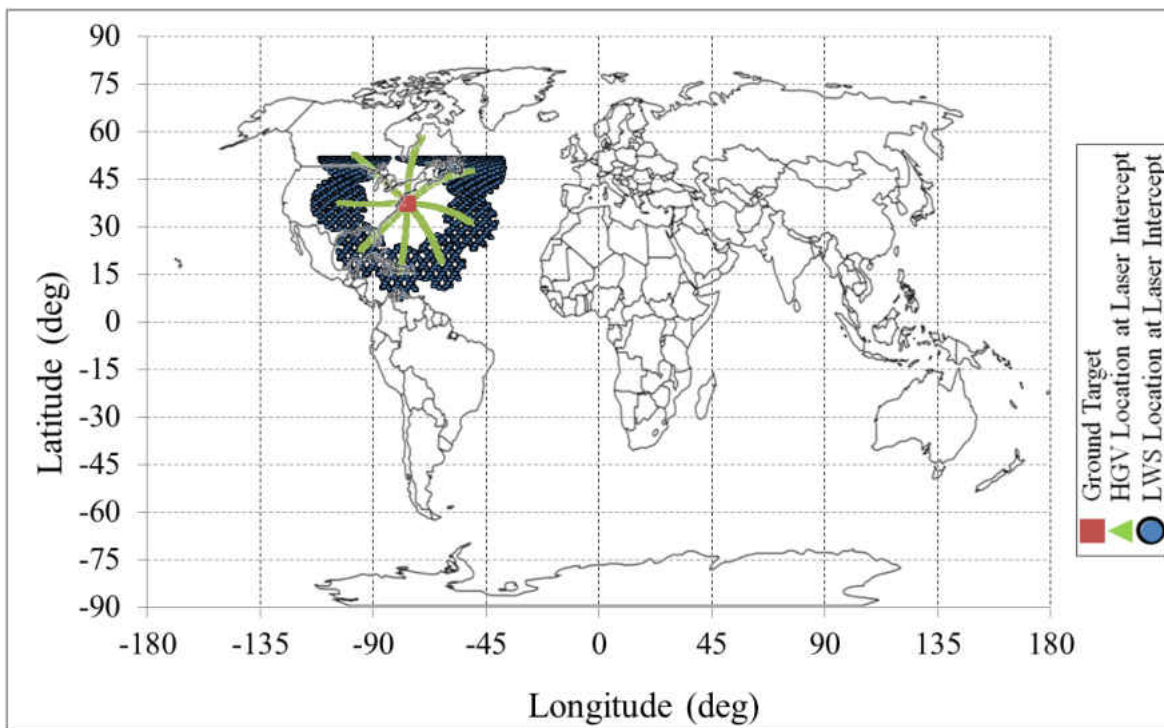 90
75
60
45
30
15
0
-15
-30
-45
-60
-75
-90
Latitude (deg)
-180 -135 -90 -45 0 45 90 135 180
Longitude (deg)
Ground Target
HGV Location at Laser Intercept
LWS Location at Laser Intercept